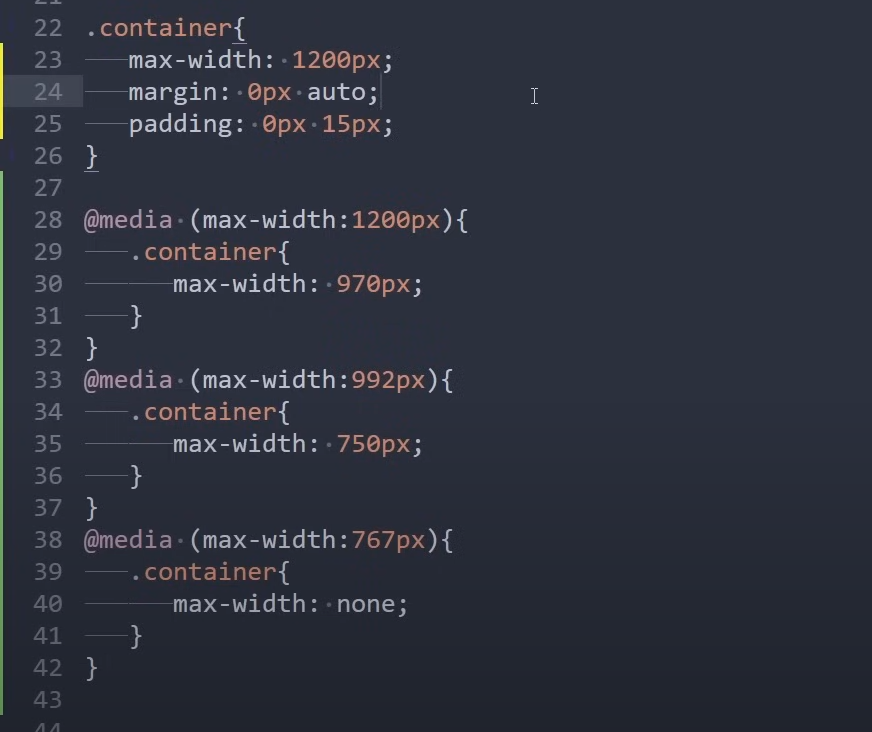 22 .container{
23 max-width: 1200px;
24 margin: 0px auto;
25 padding: 0px 15px;
26 }
27
28 @media (max-width:1200px){
29 .container{
30 max-width: 970px;
31 }
32 }
33 @media (max-width:992px){
34 .container{
35 max-width: 750px;
36 }
37 }
38 @media (max-width:767px){
39 .container{
40 max-width: none;
41 }
42 }
43